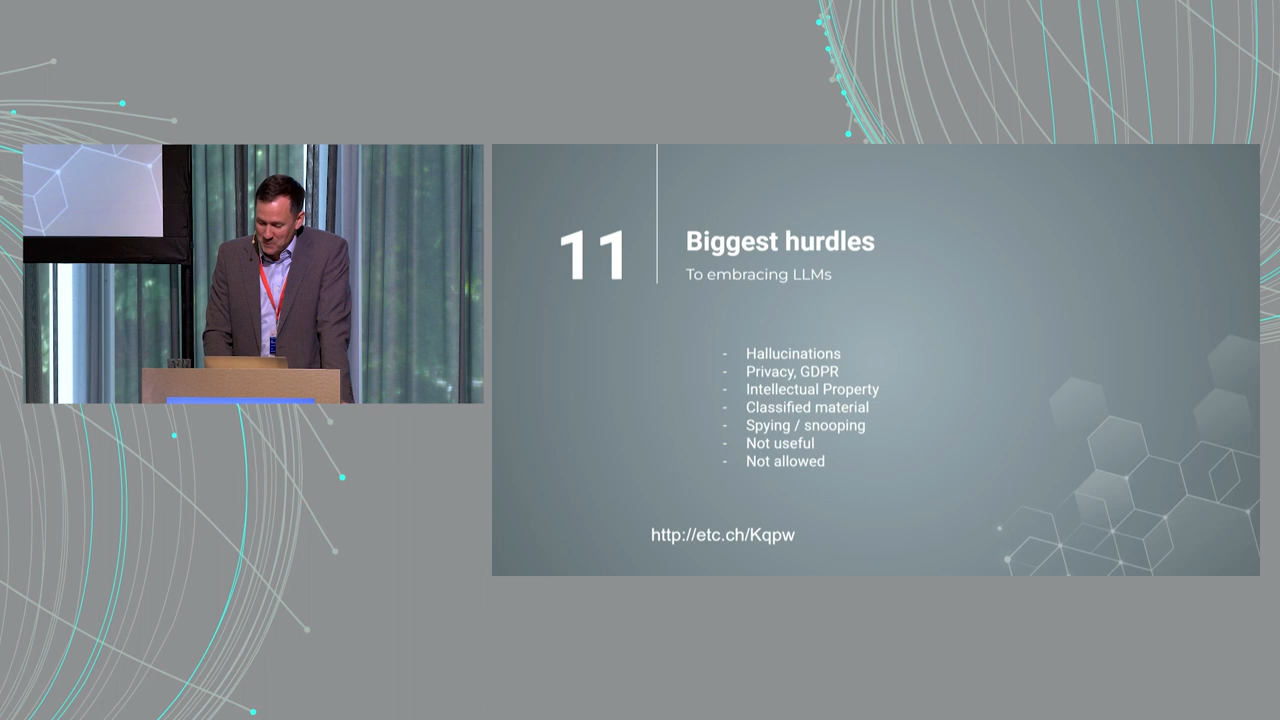 11
Biggest hurdles
To embracing LLMs
- Hallucinations
- Privacy, GDPR
- Intellectual Property
- Classified material
- Spying / snooping
- Not useful
- Not allowed
http://etc.ch/Kqpw